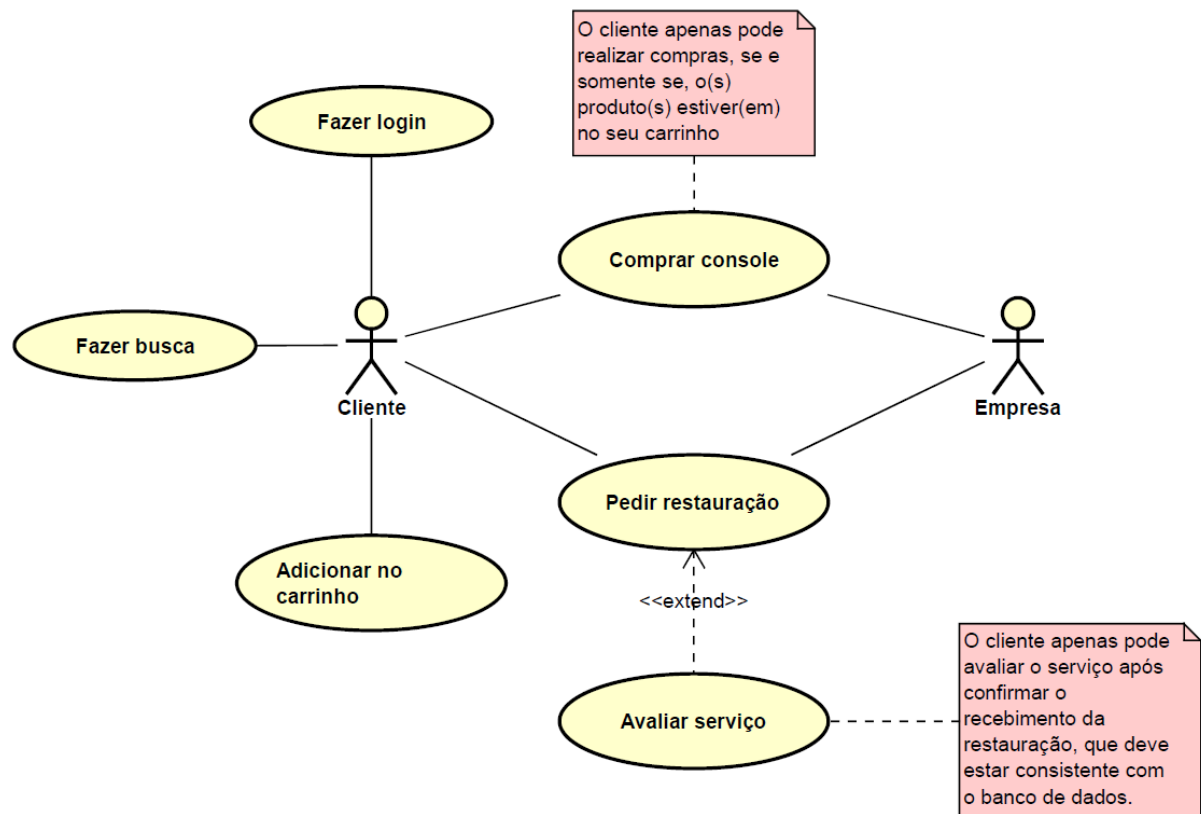 O cliente apenas pode
realizar compras, se e
somente se, o(s)
produto(s) estiver(em)
no seu carrinho
Fazer login
Comprar console
Fazer busca
Cliente
Empresa
Pedir restauração
Adicionar no
carrinho
<<extend>>
O cliente apenas pode
avaliar o serviço após
confirmar o
recebimento da
restauração, que deve
estar consistente com
o banco de dados.
Avaliar serviço